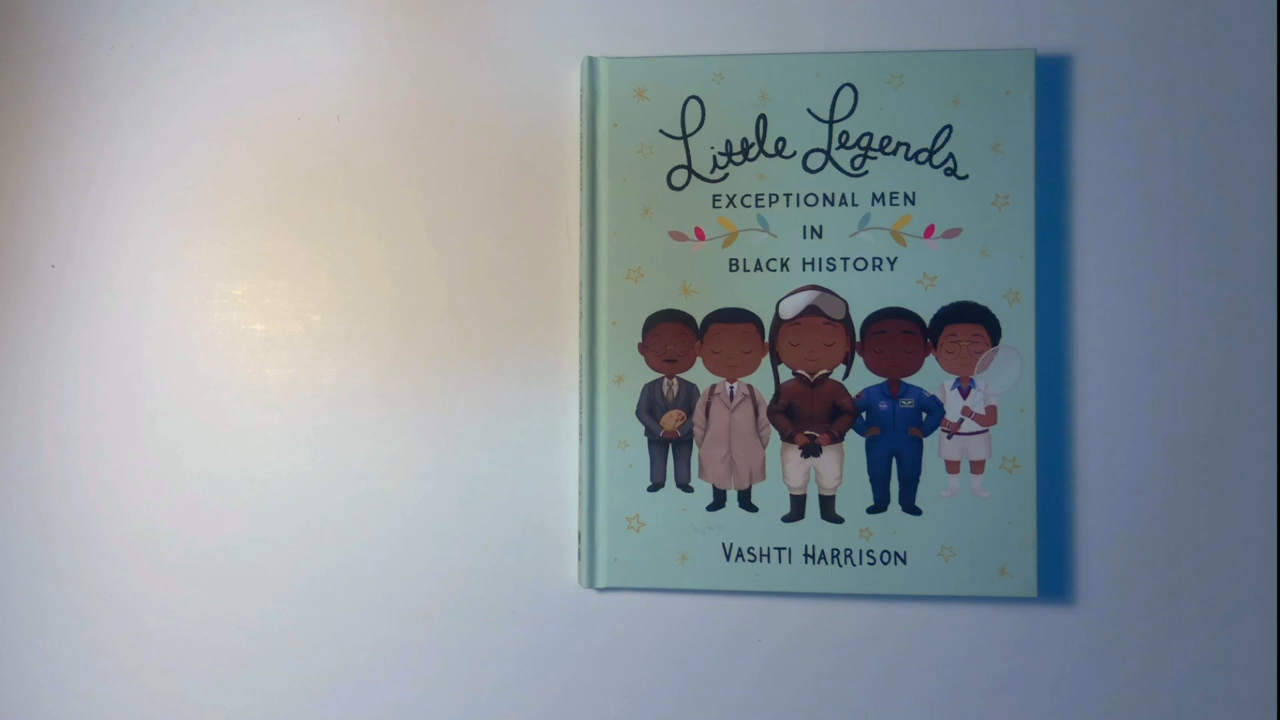 Little Legends
EXCEPTIONAL MEN
IN
BLACK HISTORY
VASHTI HARRISON